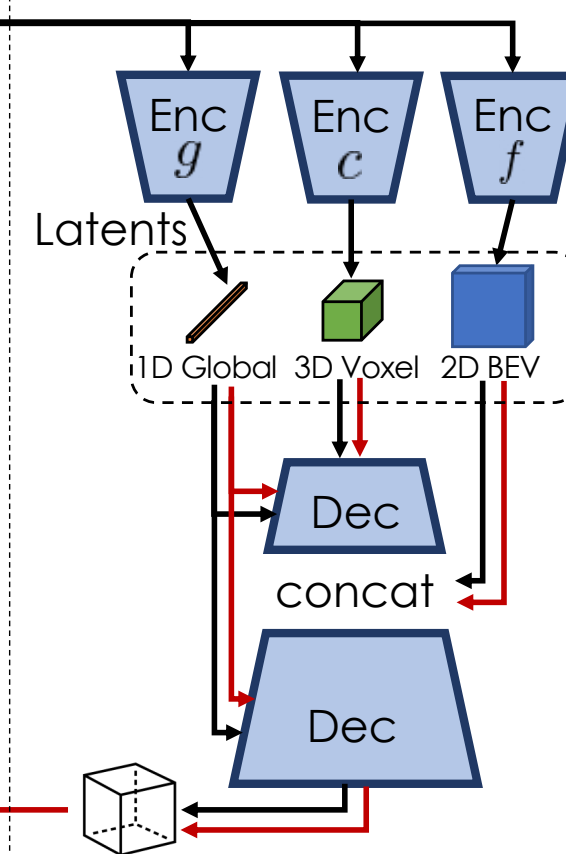 Enc Enc Enc
g c f
Latents
1D Global 3D Voxel 2D BEV
Dec
concat
Dec